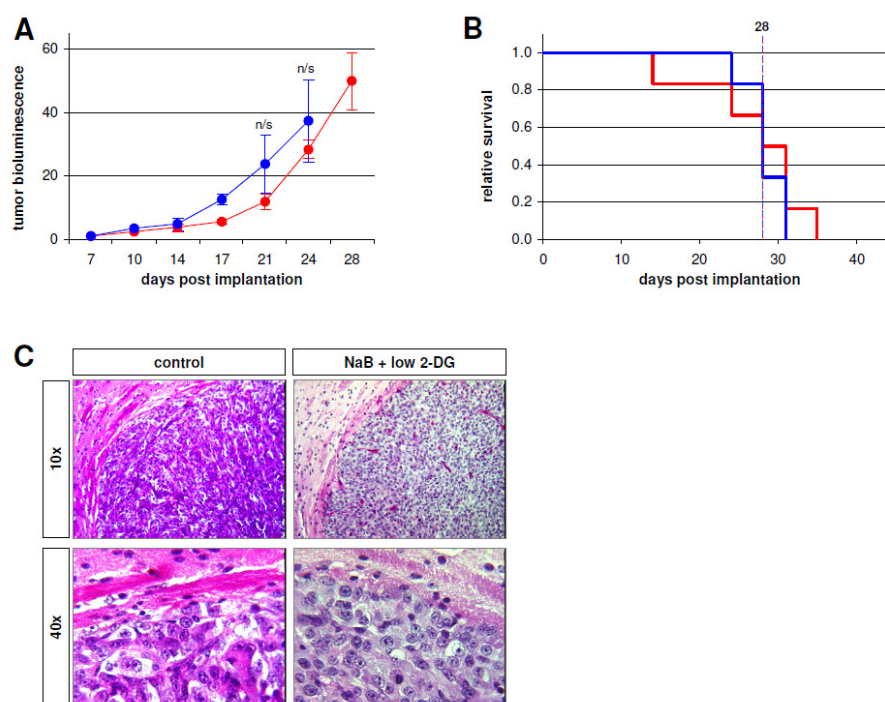 A
tumor bioluminescence
60
40
20
0
n/s
n/s
7 10 14 17 21 24 28
days post implantation
B
28
relative survival
1.0
0.8
0.6
0.4
0.2
0.0
0 10 20 30 40
days post implantation
C
control
NaB + low 2-DG
10x
40x